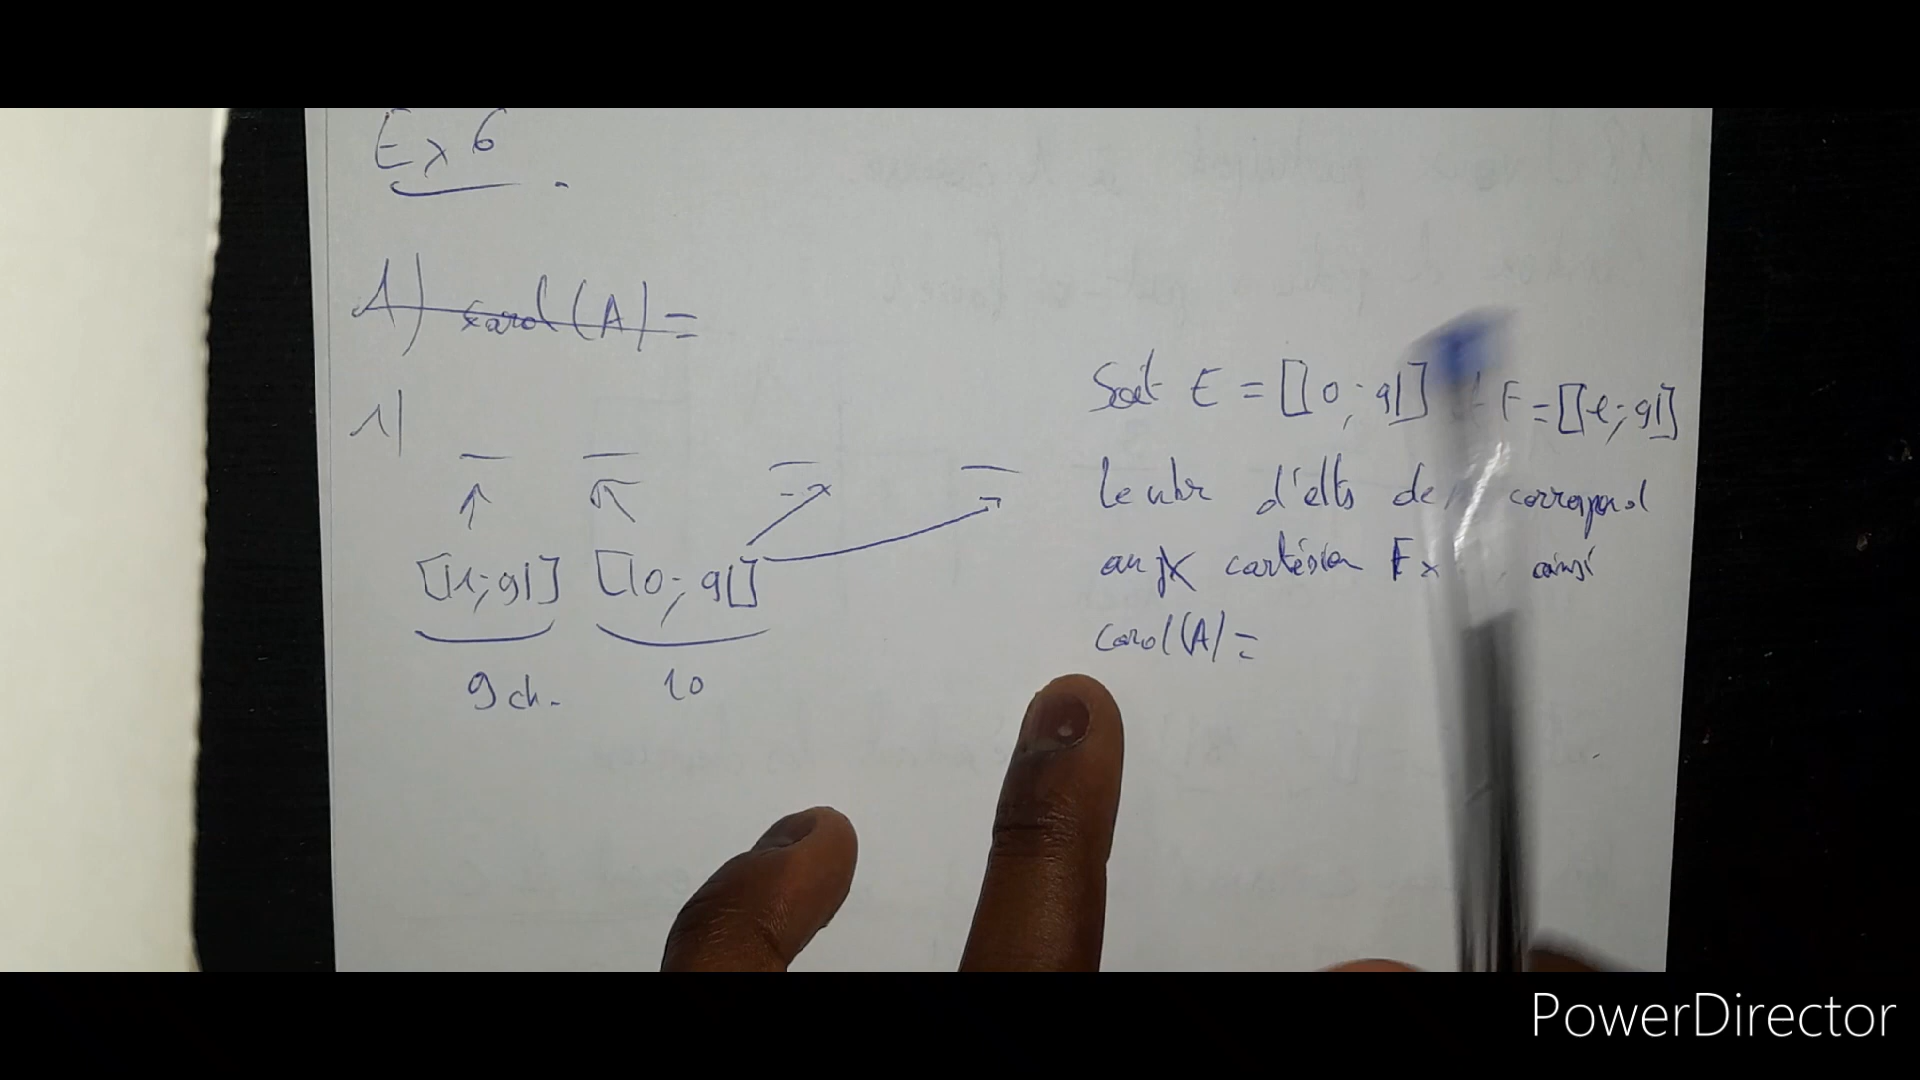 Ex 6
1) card(A) =
1)
[|1; 9|] [|0; 9|]
9 ch. 10
Soit E = [|0; 9|] F = [|1; 9|]
le nbr d'elts de correspond
au cartésien F x ainsi
card(A) =
PowerDirector